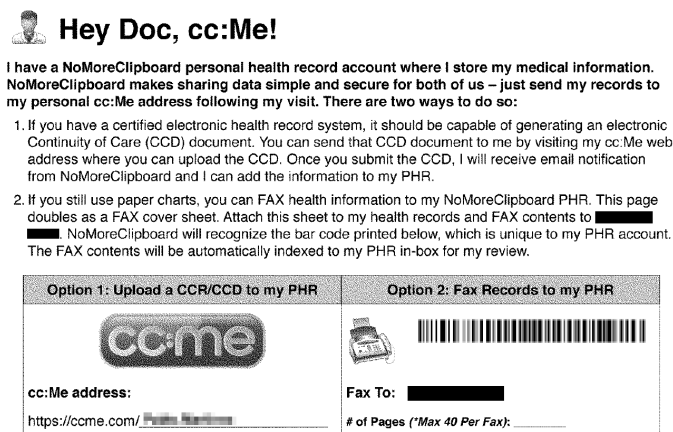 Hey Doc, cc:Me!
I have a NoMoreClipboard personal health record account where I store my medical information.
NoMoreClipboard makes sharing data simple and secure for both of us – just send my records to
my personal cc:Me address following my visit. There are two ways to do so:
1. If you have a certified electronic health record system, it should be capable of generating an electronic
Continuity of Care (CCD) document. You can send that CCD document to me by visiting my cc:Me web
address where you can upload the CCD. Once you submit the CCD, I will receive email notification
from NoMoreClipboard and I can add the information to my PHR.
2. If you still use paper charts, you can FAX health information to my NoMoreClipboard PHR. This page
doubles as a FAX cover sheet. Attach this sheet to my health records and FAX contents to
. NoMoreClipboard will recognize the bar code printed below, which is unique to my PHR account.
The FAX contents will be automatically indexed to my PHR in-box for my review.
Option 1: Upload a CCR/CCD to my PHR
cc:me
cc:Me address:
https://ccme.com/
Option 2: Fax Records to my PHR
Fax To:
# of Pages (*Max 40 Per Fax):